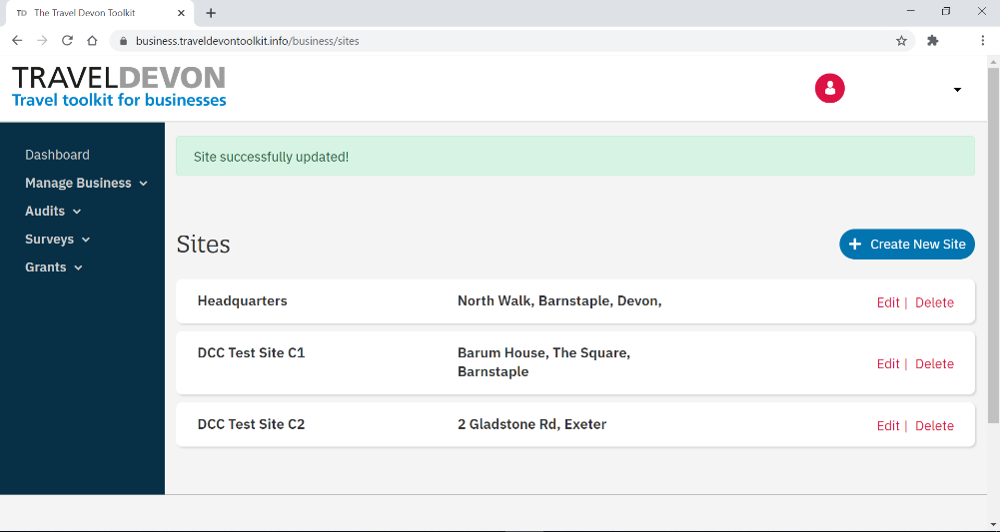 TD The Travel Devon Toolkit
business.traveldevontoolkit.info/business/sites
TRAVELDEVON
Travel toolkit for businesses
Dashboard
Manage Business
Audits
Surveys
Grants
Site successfully updated!
Sites
+ Create New Site
Headquarters North Walk, Barnstaple, Devon, Edit | Delete
DCC Test Site C1 Barum House, The Square,
Barnstaple Edit | Delete
DCC Test Site C2 2 Gladstone Rd, Exeter Edit | Delete